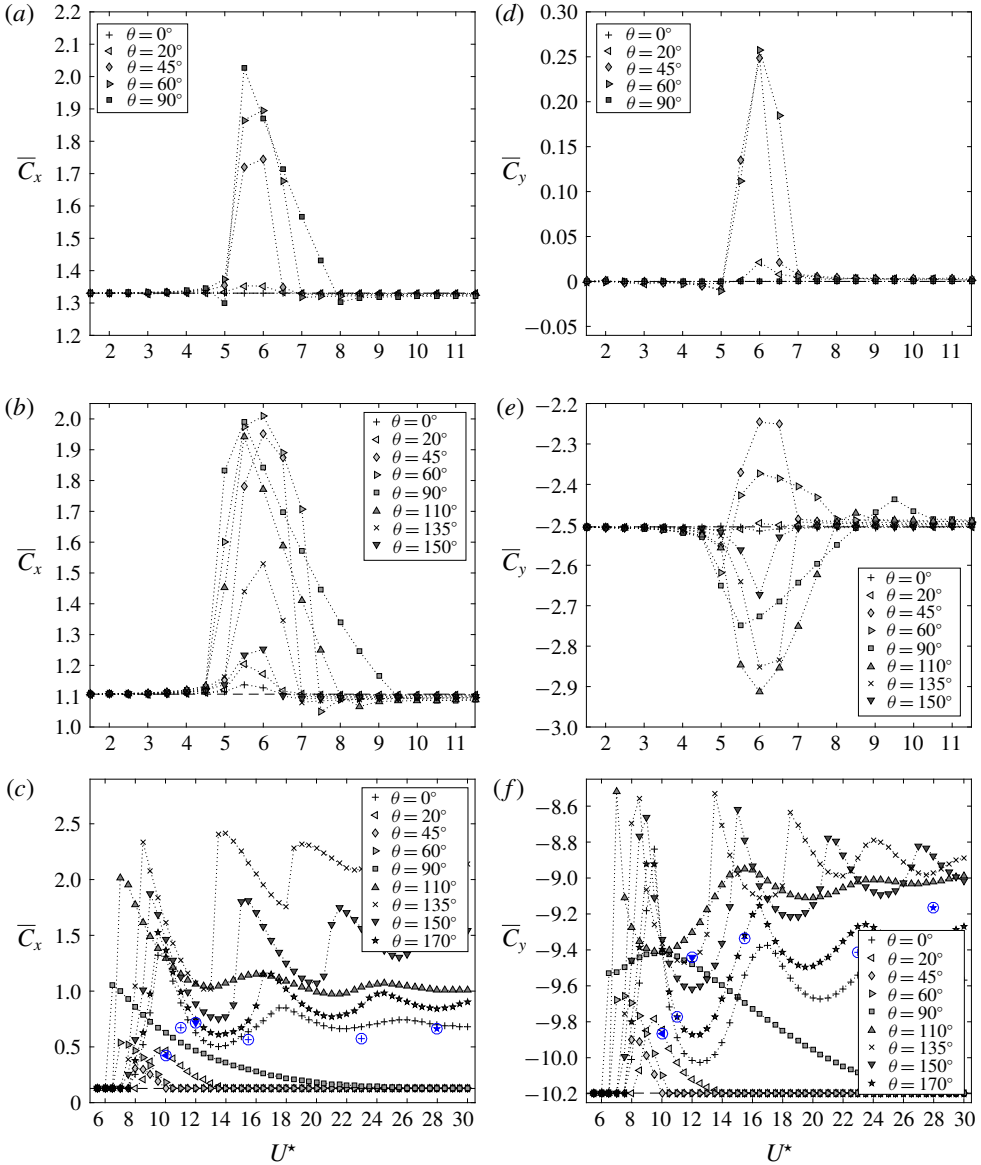 (a)
2.2
2.1
2.0
1.9
1.8
1.7
1.6
1.5
1.4
1.3
1.2
C̅x
θ = 0°
θ = 20°
θ = 45°
θ = 60°
θ = 90°
2 3 4 5 6 7 8 9 10 11
(d)
0.30
0.25
0.20
0.15
0.10
0.05
0
−0.05
C̅y
θ = 0°
θ = 20°
θ = 45°
θ = 60°
θ = 90°
2 3 4 5 6 7 8 9 10 11
(b)
2.0
1.9
1.8
1.7
1.6
1.5
1.4
1.3
1.2
1.1
1.0
C̅x
θ = 0°
θ = 20°
θ = 45°
θ = 60°
θ = 90°
θ = 110°
θ = 135°
θ = 150°
2 3 4 5 6 7 8 9 10 11
(e)
−2.2
−2.3
−2.4
−2.5
−2.6
−2.7
−2.8
−2.9
−3.0
C̅y
θ = 0°
θ = 20°
θ = 45°
θ = 60°
θ = 90°
θ = 110°
θ = 135°
θ = 150°
2 3 4 5 6 7 8 9 10 11
(c)
2.5
2.0
1.5
1.0
0.5
0
C̅x
θ = 0°
θ = 20°
θ = 45°
θ = 60°
θ = 90°
θ = 110°
θ = 135°
θ = 150°
θ = 170°
6 8 10 12 14 16 18 20 22 24 26 28 30
U⋆
(f)
−8.6
−8.8
−9.0
−9.2
−9.4
−9.6
−9.8
−10.0
−10.2
C̅y
θ = 0°
θ = 20°
θ = 45°
θ = 60°
θ = 90°
θ = 110°
θ = 135°
θ = 150°
θ = 170°
6 8 10 12 14 16 18 20 22 24 26 28 30
U⋆